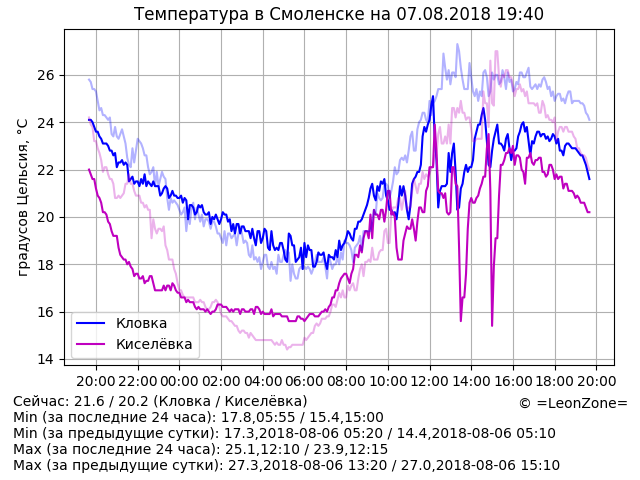 Температура в Смоленске на 07.08.2018 19:40
градусов Цельсия, °C
26
24
22
20
18
16
14
Кловка
Киселёвка
20:00 22:00 00:00 02:00 04:00 06:00 08:00 10:00 12:00 14:00 16:00 18:00 20:00
Сейчас: 21.6 / 20.2 (Кловка / Киселёвка)
© =LeonZone=
Min (за последние 24 часа): 17.8,05:55 / 15.4,15:00
Min (за предыдущие сутки): 17.3,2018-08-06 05:20 / 14.4,2018-08-06 05:10
Max (за последние 24 часа): 25.1,12:10 / 23.9,12:15
Max (за предыдущие сутки): 27.3,2018-08-06 13:20 / 27.0,2018-08-06 15:10